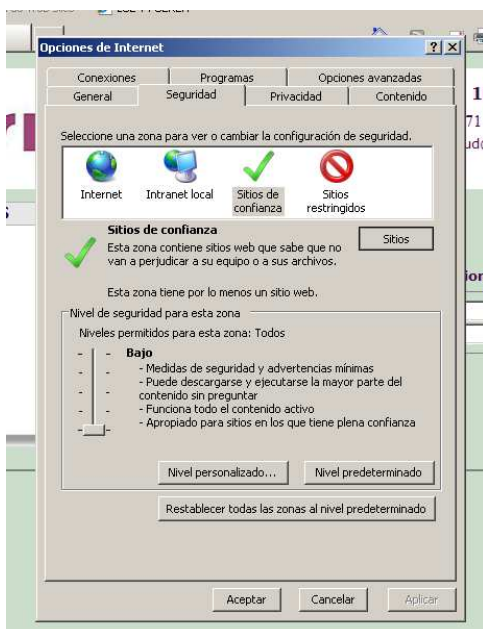 Opciones de Internet
Conexiones
Programas
Opciones avanzadas
General
Seguridad
Privacidad
Contenido
Seleccione una zona para ver o cambiar la configuración de seguridad.
Internet
Intranet local
Sitios de
confianza
Sitios
restringidos
Sitios de confianza
Sitios
Esta zona contiene sitios web que sabe que no
van a perjudicar a su equipo o a sus archivos.
Esta zona tiene por lo menos un sitio web.
Nivel de seguridad para esta zona
Niveles permitidos para esta zona: Todos
Bajo
- Medidas de seguridad y advertencias mínimas
- Puede descargarse y ejecutarse la mayor parte del
contenido sin preguntar
- Funciona todo el contenido activo
- Apropiado para sitios en los que tiene plena confianza
Nivel personalizado...
Nivel predeterminado
Restablecer todas las zonas al nivel predeterminado
Aceptar
Cancelar
Aplicar